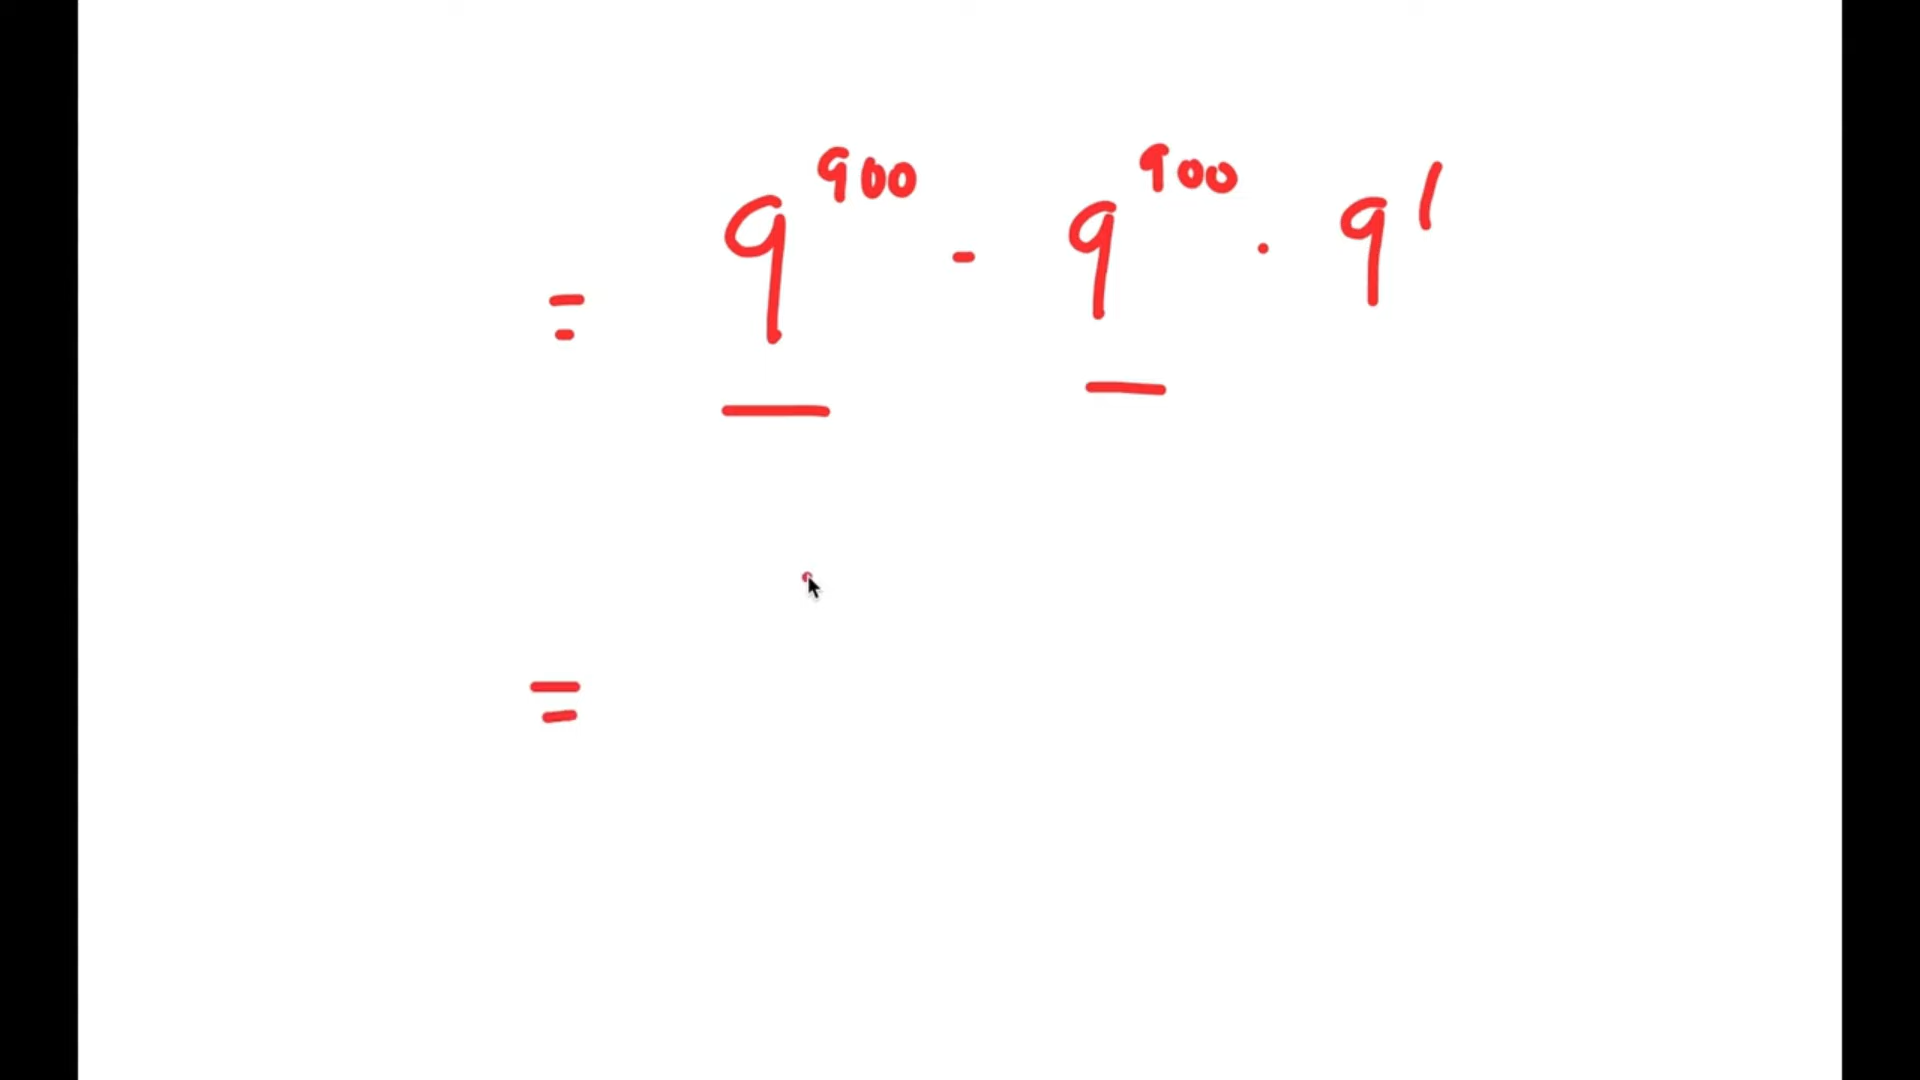 = 9^900 - 9^900 · 9^1
=